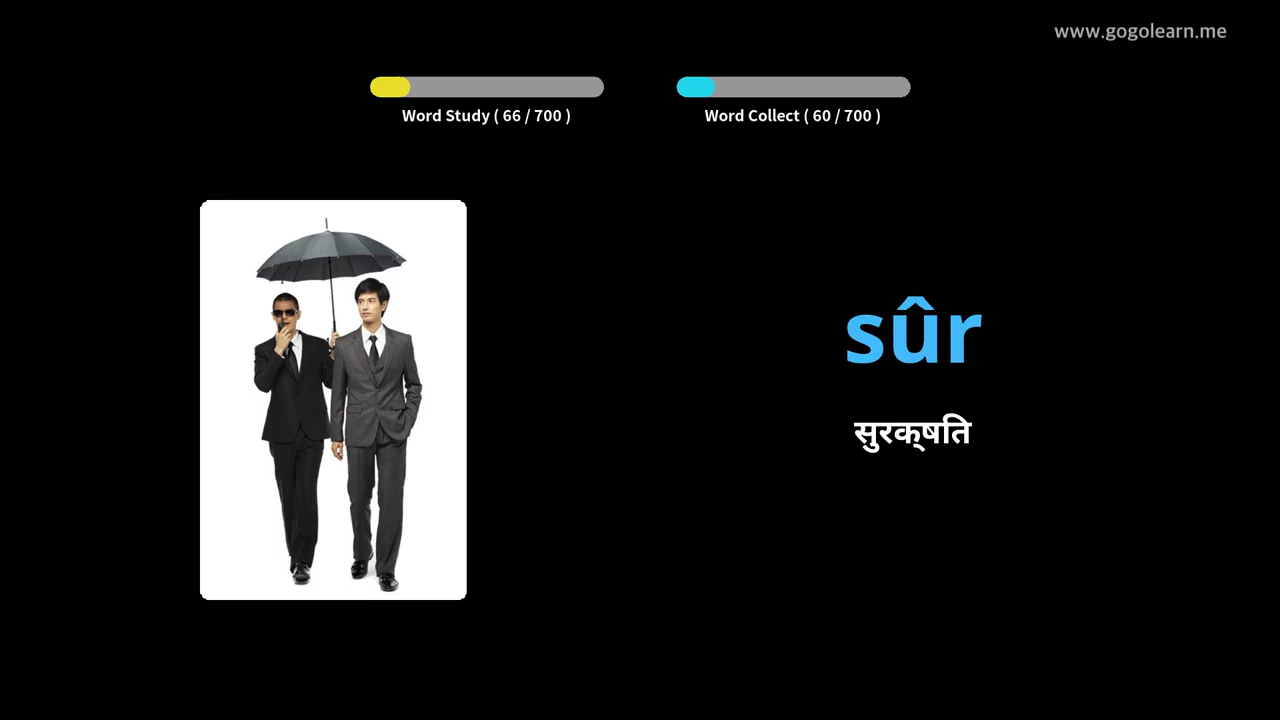 www.gogolearn.me
Word Study ( 66 / 700 )
Word Collect ( 60 / 700 )
sûr
सुरक्षति